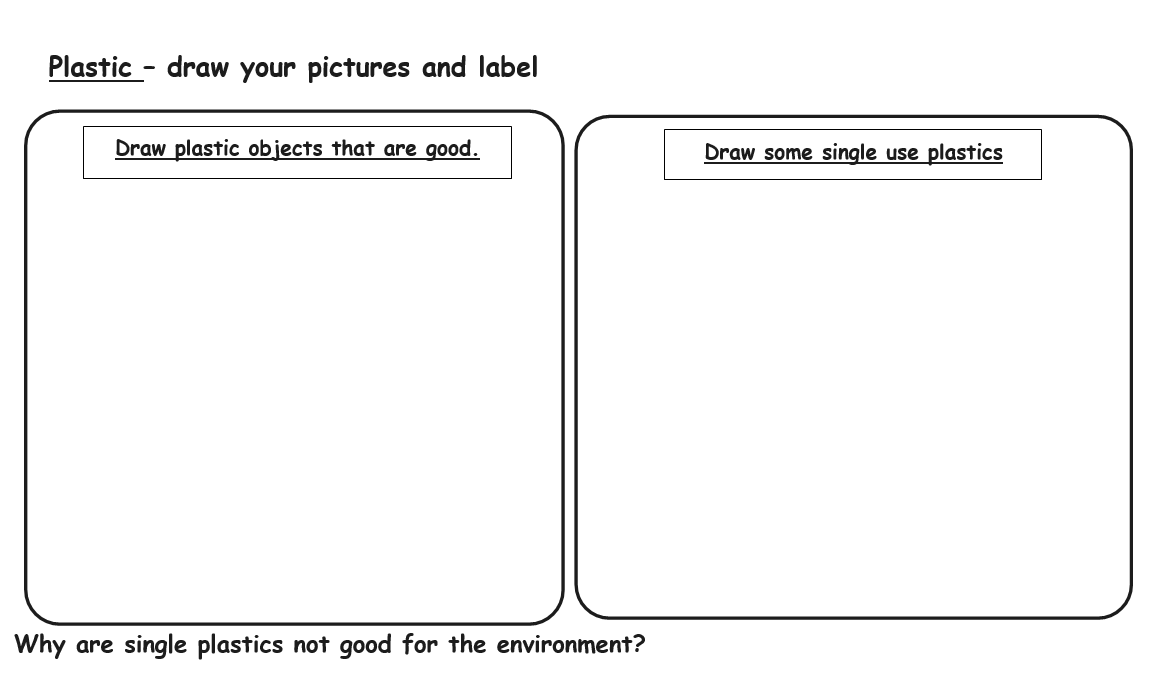 Plastic – draw your pictures and label
Draw plastic objects that are good.
Draw some single use plastics
Why are single plastics not good for the environment?